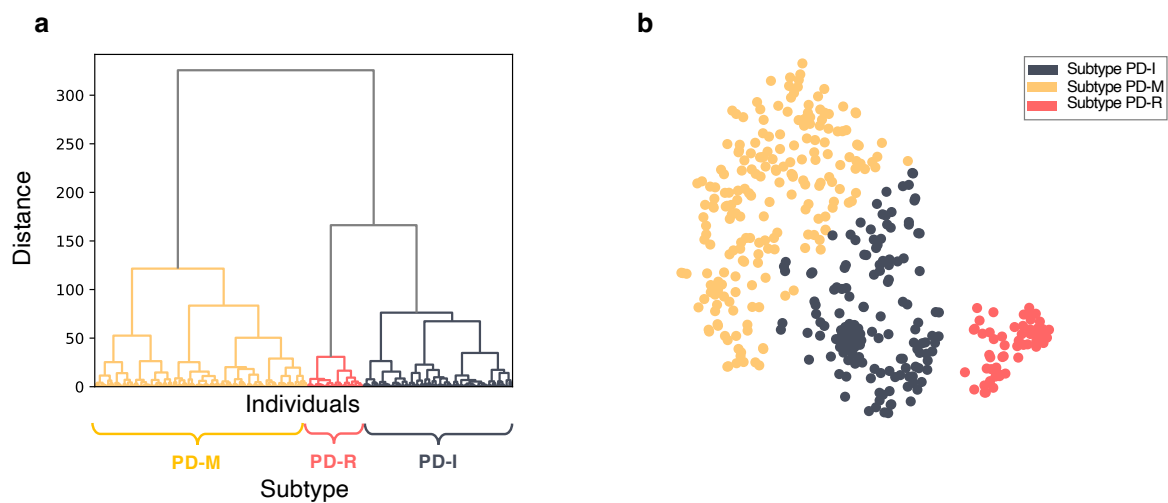 a
300
250
200
150
100
50
0
Distance
Individuals
PD-M
PD-R
PD-I
Subtype
b
Subtype PD-I
Subtype PD-M
Subtype PD-R